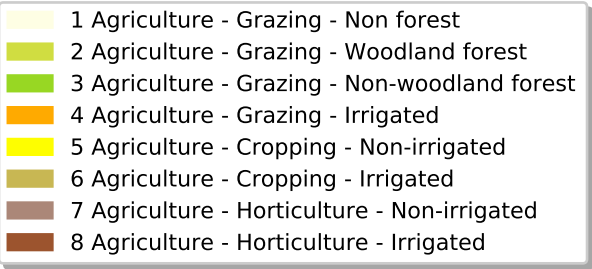 1 Agriculture - Grazing - Non forest
2 Agriculture - Grazing - Woodland forest
3 Agriculture - Grazing - Non-woodland forest
4 Agriculture - Grazing - Irrigated
5 Agriculture - Cropping - Non-irrigated
6 Agriculture - Cropping - Irrigated
7 Agriculture - Horticulture - Non-irrigated
8 Agriculture - Horticulture - Irrigated